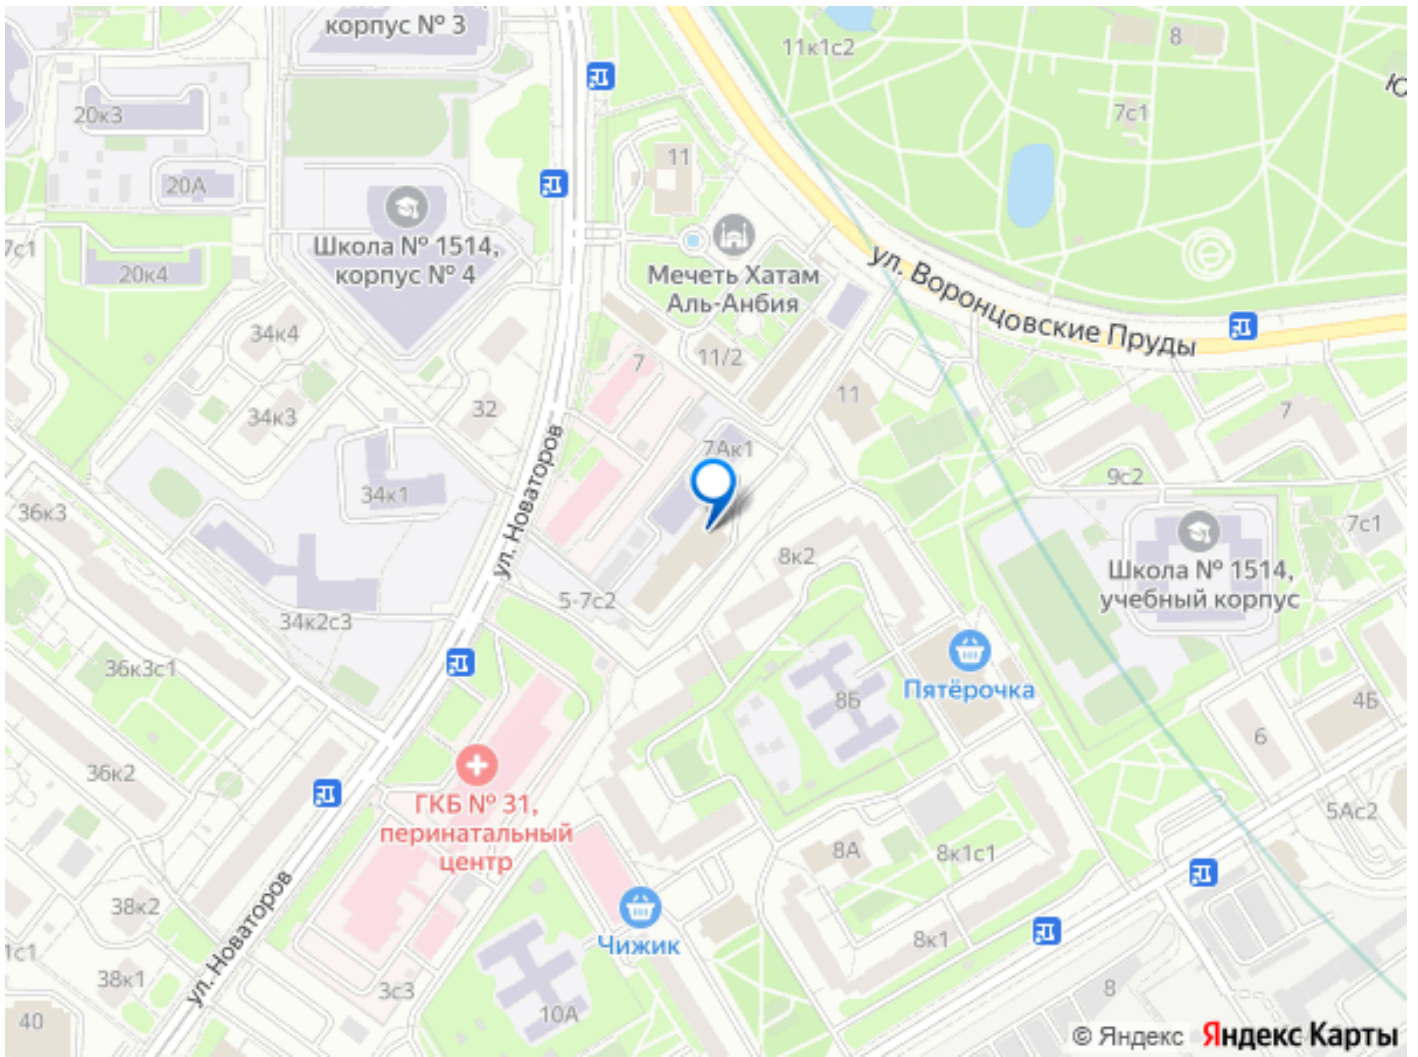 корпус № 3
11к1с2
8
Ю
20к3
7с1
11
20А
Школа № 1514,
корпус № 4
7с1
20к4
Мечеть Хатам
Аль-Анбия
ул. Воронцовские Пруды
34к4
11/2
7
34к3
32
11
7
7Ак1
ул. Новаторов
34к1
9с2
36к3
7с1
8к2
Школа № 1514,
учебный корпус
5-7с2
34к2с3
36к3с1
Пятёрочка
8Б
4Б
6
36к2
ГКБ № 31,
перинатальный
центр
5Ас2
8А
8к1с1
38к2
ул. Новаторов
Чижик
8к1
1с1
38к1
3с3
8
10А
40
© Яндекс Яндекс Карты